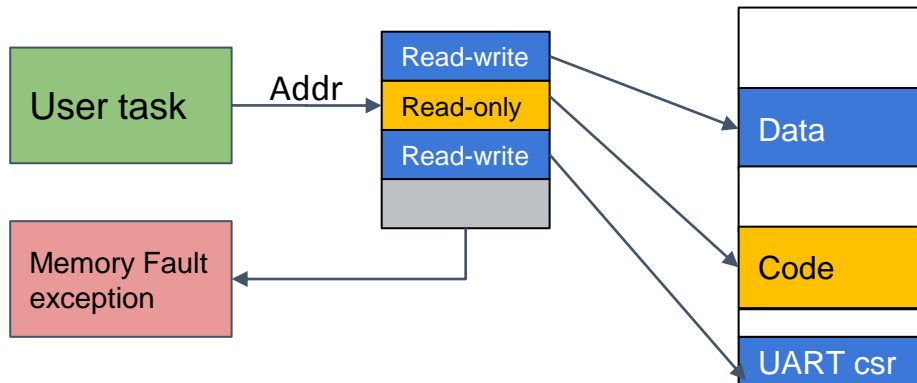 User task
Addr
Read-write
Read-only
Read-write
Data
Memory Fault
exception
Code
UART csr